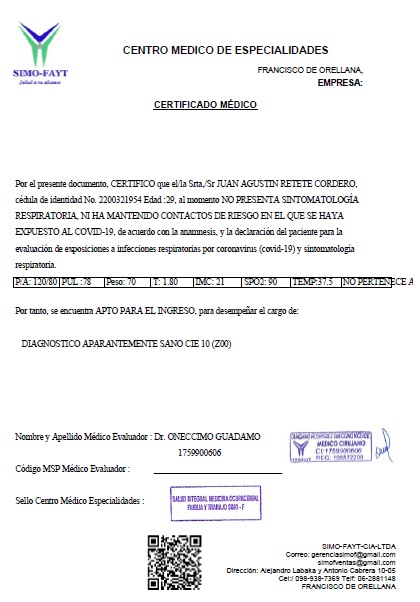 SIMO-FAYT
Salud a su alcance
CENTRO MEDICO DE ESPECIALIDADES
FRANCISCO DE ORELLANA,
EMPRESA:
CERTIFICADO MÉDICO
Por el presente documento, CERTIFICO que el/la Srta./Sr JUAN AGUSTIN RETETE CORDERO,
cédula de identidad No. 2200321954 Edad :29, al momento NO PRESENTA SINTOMATOLOGÍA
RESPIRATORIA, NI HA MANTENIDO CONTACTOS DE RIESGO EN EL QUE SE HAYA
EXPUESTO AL COVID-19, de acuerdo con la anamnesis, y la declaración del paciente para la
evaluación de exposiciones a infecciones respiratorias por coronavirus (covid-19) y sintomatología
respiratoria.
P/A: 120/80 PUL :78 Peso: 70 T: 1.80 IMC: 21 SPO2: 90 TEMP:37.5 NO PERTENECE A
Por tanto, se encuentra APTO PARA EL INGRESO, para desempeñar el cargo de:
DIAGNOSTICO APARANTEMENTE SANO CIE 10 (Z00)
Nombre y Apellido Médico Evaluador : Dr. ONECCIMO GUADAMO
1759900606
MEDICO CIRUJANO
CI:1759900606
Código MSP Médico Evaluador :
Sello Centro Médico Especialidades :
SALUD INTEGRAL MEDICINA OCUPACIONAL
FAMILIA Y TRABAJO SIMO - F
SIMO-FAYT-CIA-LTDA
Correo: gerenciasimof@gmail.com
simofventas@gmail.com
Dirección: Alejandro Labaka y Antonio Cabrera 10-05
Cel:/ 098-939-7369 Telf: 06-2881148
FRANCISCO DE ORELLANA